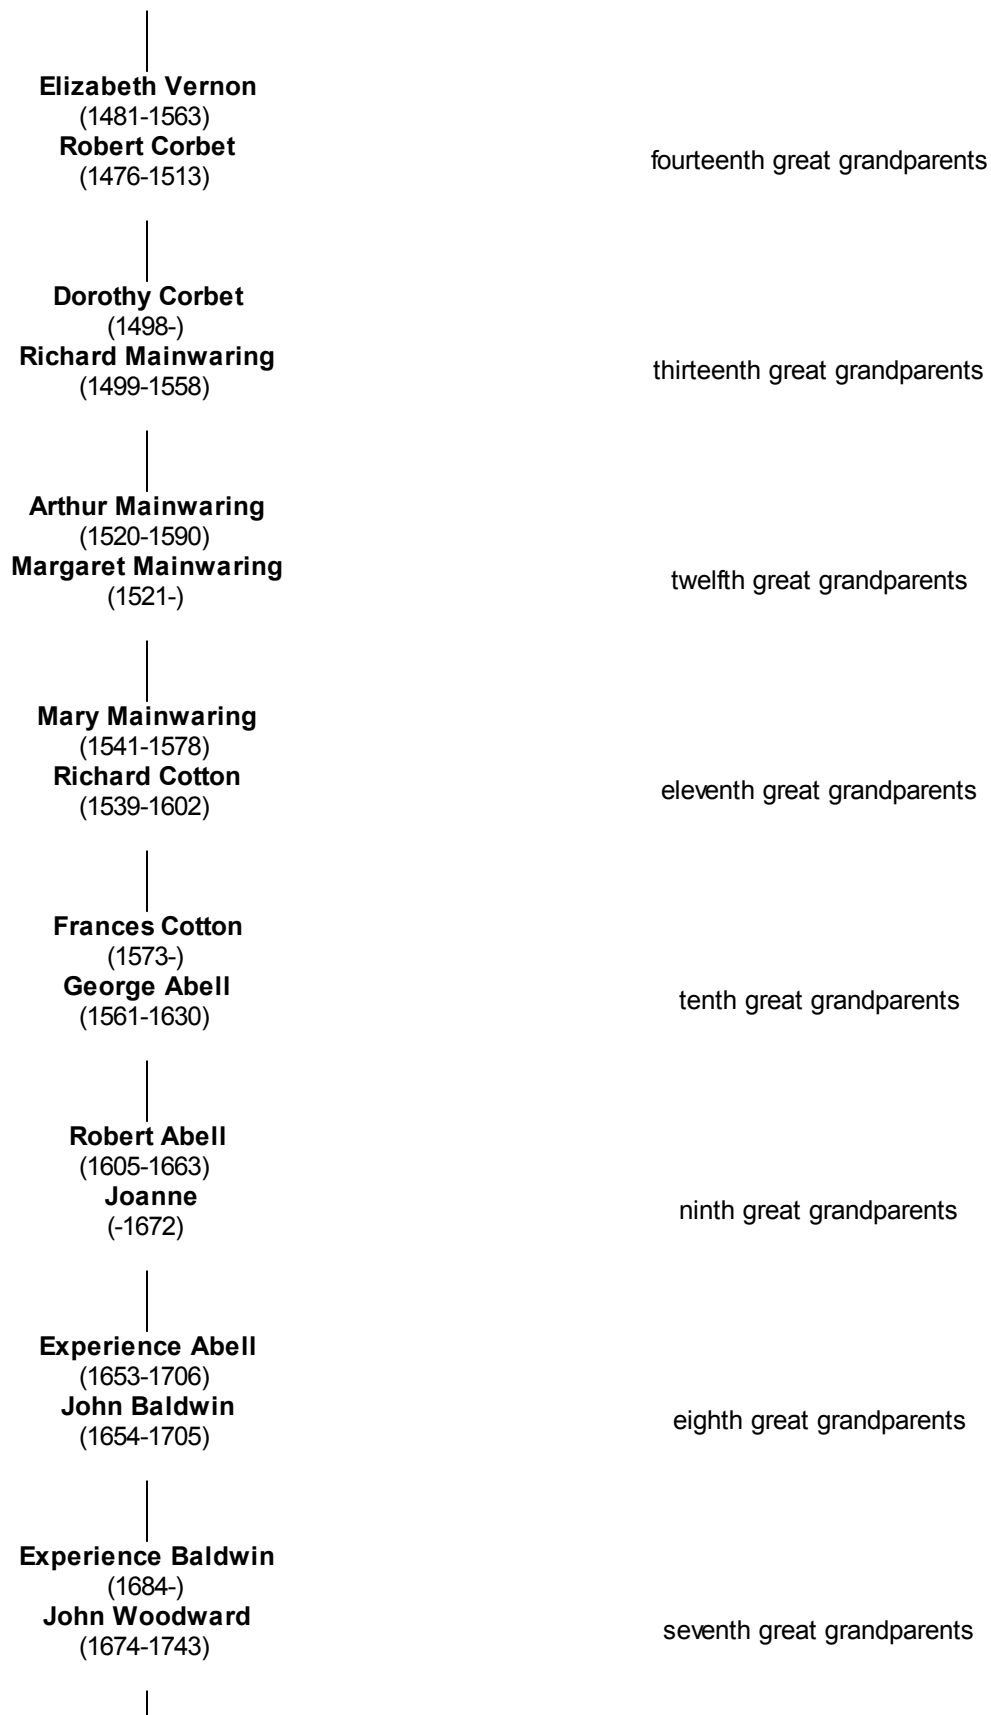 Elizabeth Vernon
(1481-1563)
Robert Corbet
(1476-1513)
fourteenth great grandparents
Dorothy Corbet
(1498-)
Richard Mainwaring
(1499-1558)
thirteenth great grandparents
Arthur Mainwaring
(1520-1590)
Margaret Mainwaring
(1521-)
twelfth great grandparents
Mary Mainwaring
(1541-1578)
Richard Cotton
(1539-1602)
eleventh great grandparents
Frances Cotton
(1573-)
George Abell
(1561-1630)
tenth great grandparents
Robert Abell
(1605-1663)
Joanne
(-1672)
ninth great grandparents
Experience Abell
(1653-1706)
John Baldwin
(1654-1705)
eighth great grandparents
Experience Baldwin
(1684-)
John Woodward
(1674-1743)
seventh great grandparents